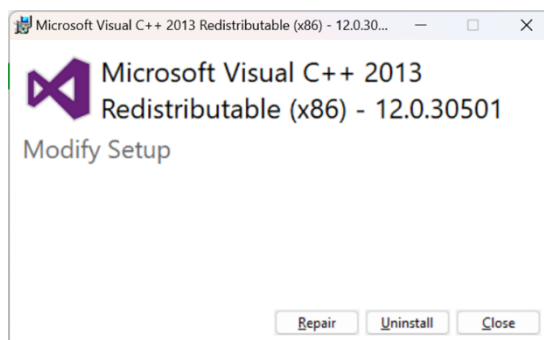 Microsoft Visual C++ 2013 Redistributable (x86) - 12.0.30...
Microsoft Visual C++ 2013
Redistributable (x86) - 12.0.30501
Modify Setup
Repair Uninstall Close